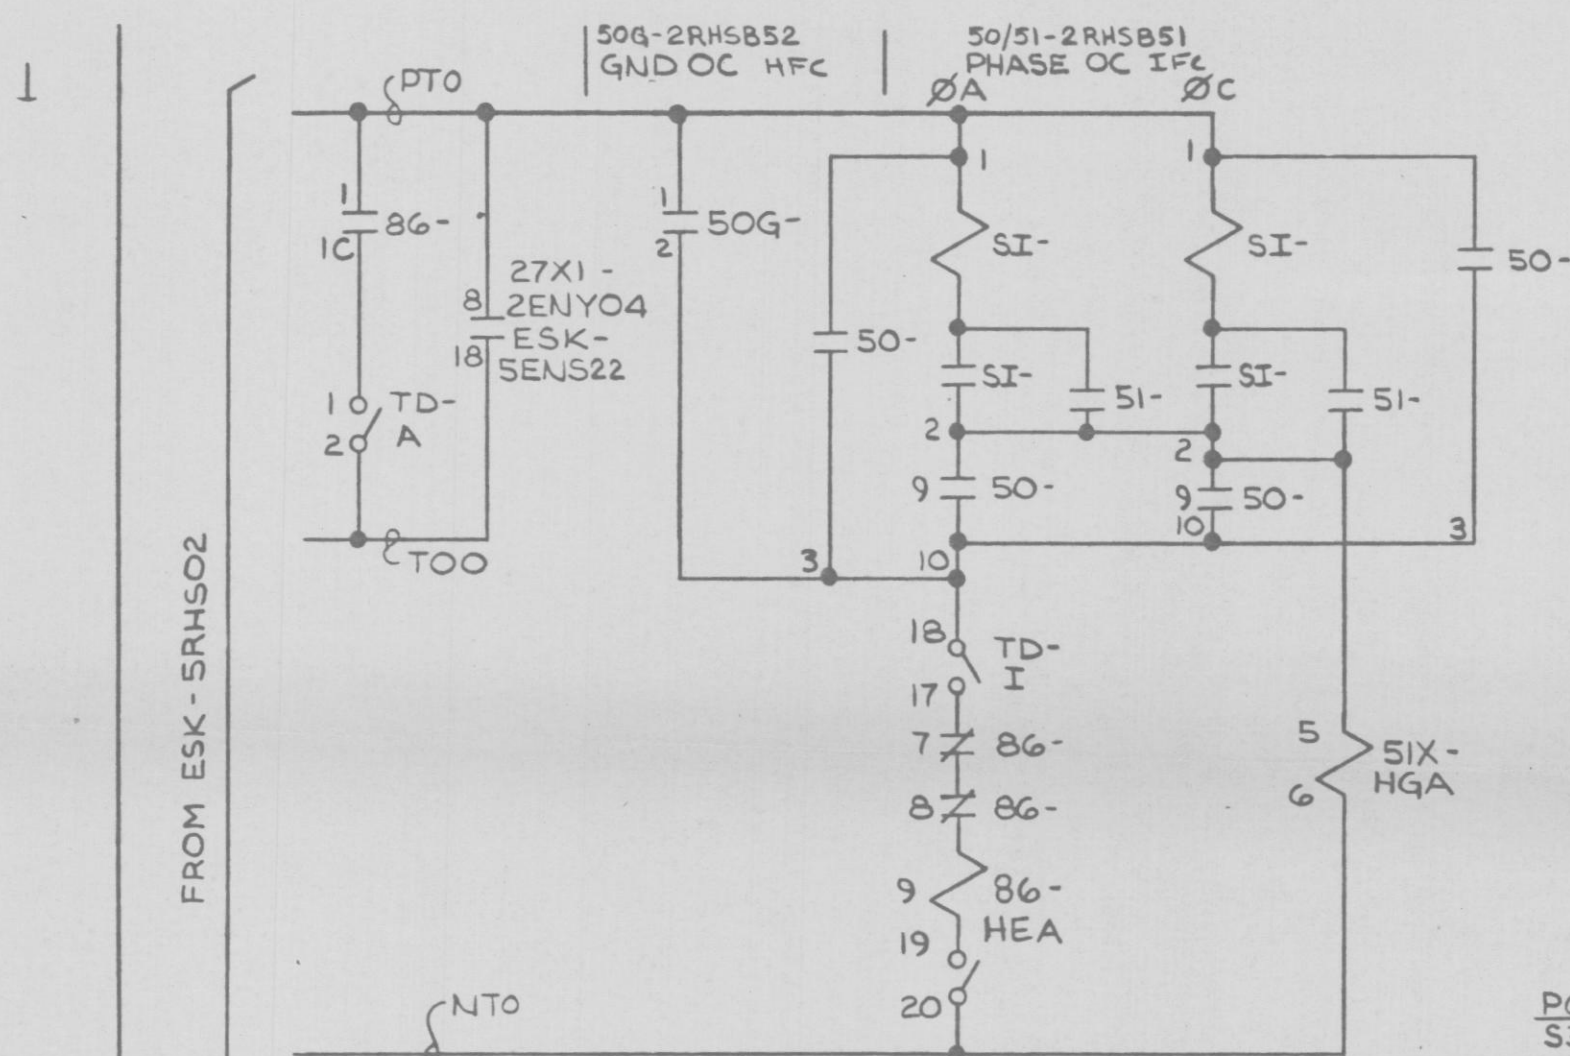 50G-2RHSB52
GND OC HFC
50/51-2RHSB51
PHASE OC IFC
ØA
ØC
PTO
1
1
1
86-
1C
1
50G-
2
SI-
SI-
50-
27X1-
2ENY04
ESK-
5ENS22
8
18
50-
SI-
51-
SI-
51-
1
TD-
A
2
2
2
9
50-
9
50-
10
3
TOO
3
10
FROM ESK-5RHS02
18
TD-
I
17
7
86-
8
86-
5
51X-
HGA
6
9
86-
HEA
19
20
NTO